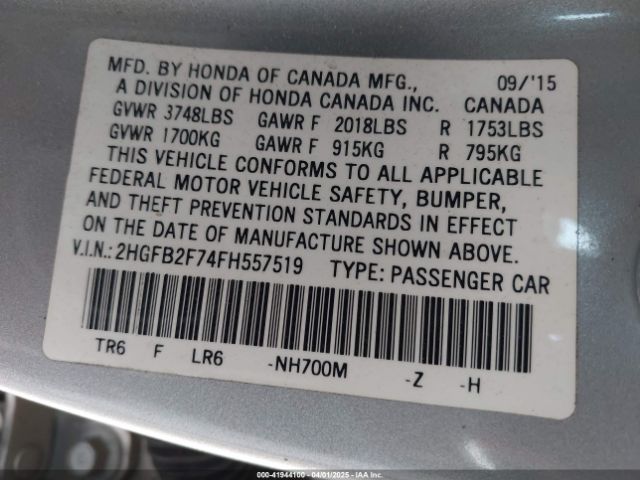 MFD. BY HONDA OF CANADA MFG., 09/'15
A DIVISION OF HONDA CANADA INC. CANADA
GVWR 3748LBS GAWR F 2018LBS R 1753LBS
GVWR 1700KG GAWR F 915KG R 795KG
THIS VEHICLE CONFORMS TO ALL APPLICABLE
FEDERAL MOTOR VEHICLE SAFETY, BUMPER,
AND THEFT PREVENTION STANDARDS IN EFFECT
ON THE DATE OF MANUFACTURE SHOWN ABOVE.
V.I.N.: 2HGFB2F74FH557519 TYPE: PASSENGER CAR
TR6 F LR6 -NH700M -Z -H
000-41944100 04/01/2025 IAA Inc.